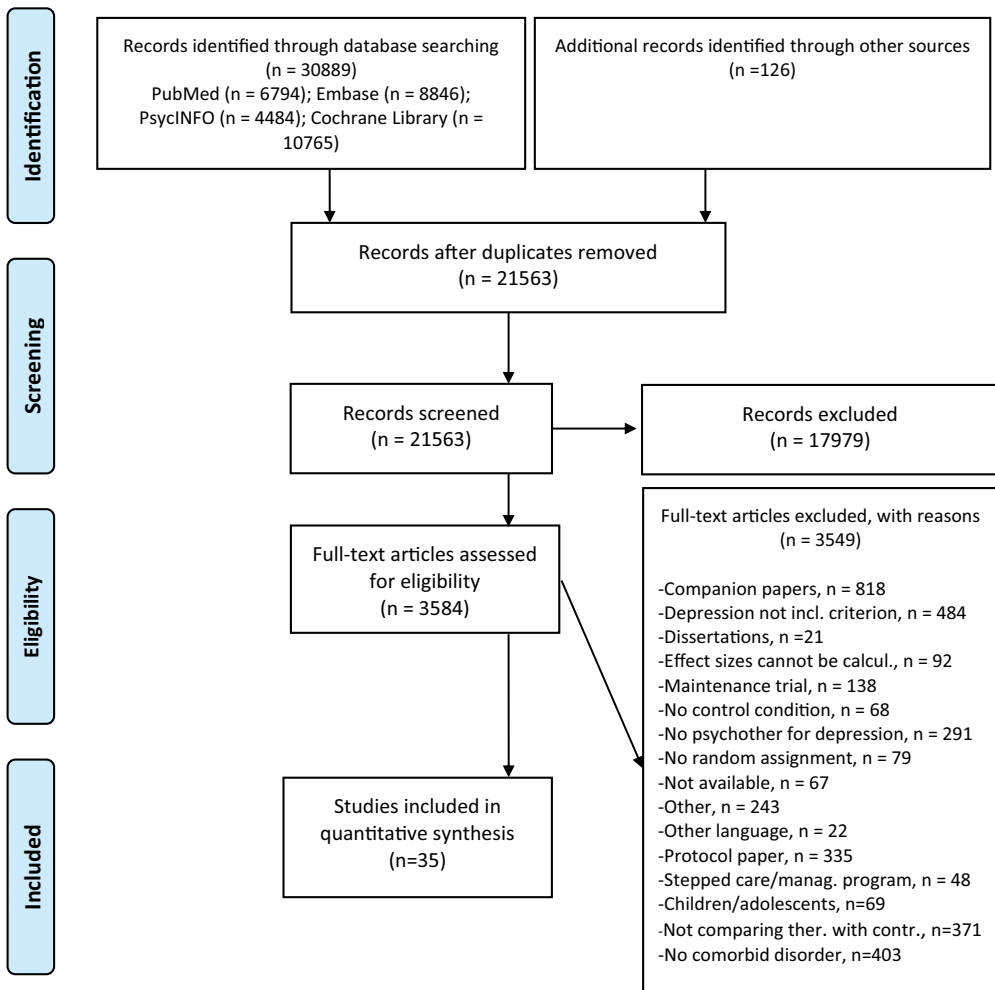 Identification
Records identified through database searching
(n = 30889)
PubMed (n = 6794); Embase (n = 8846);
PsycINFO (n = 4484); Cochrane Library (n =
10765)
Additional records identified through other sources
(n =126)
Records after duplicates removed
(n = 21563)
Screening
Records screened
(n = 21563)
Records excluded
(n = 17979)
Eligibility
Full-text articles assessed
for eligibility
(n = 3584)
Full-text articles excluded, with reasons
(n = 3549)
-Companion papers, n = 818
-Depression not incl. criterion, n = 484
-Dissertations, n =21
-Effect sizes cannot be calcul., n = 92
-Maintenance trial, n = 138
-No control condition, n = 68
-No psychother for depression, n = 291
-No random assignment, n = 79
-Not available, n = 67
-Other, n = 243
-Other language, n = 22
-Protocol paper, n = 335
-Stepped care/manag. program, n = 48
-Children/adolescents, n=69
-Not comparing ther. with contr., n=371
-No comorbid disorder, n=403
Included
Studies included in
quantitative synthesis
(n=35)